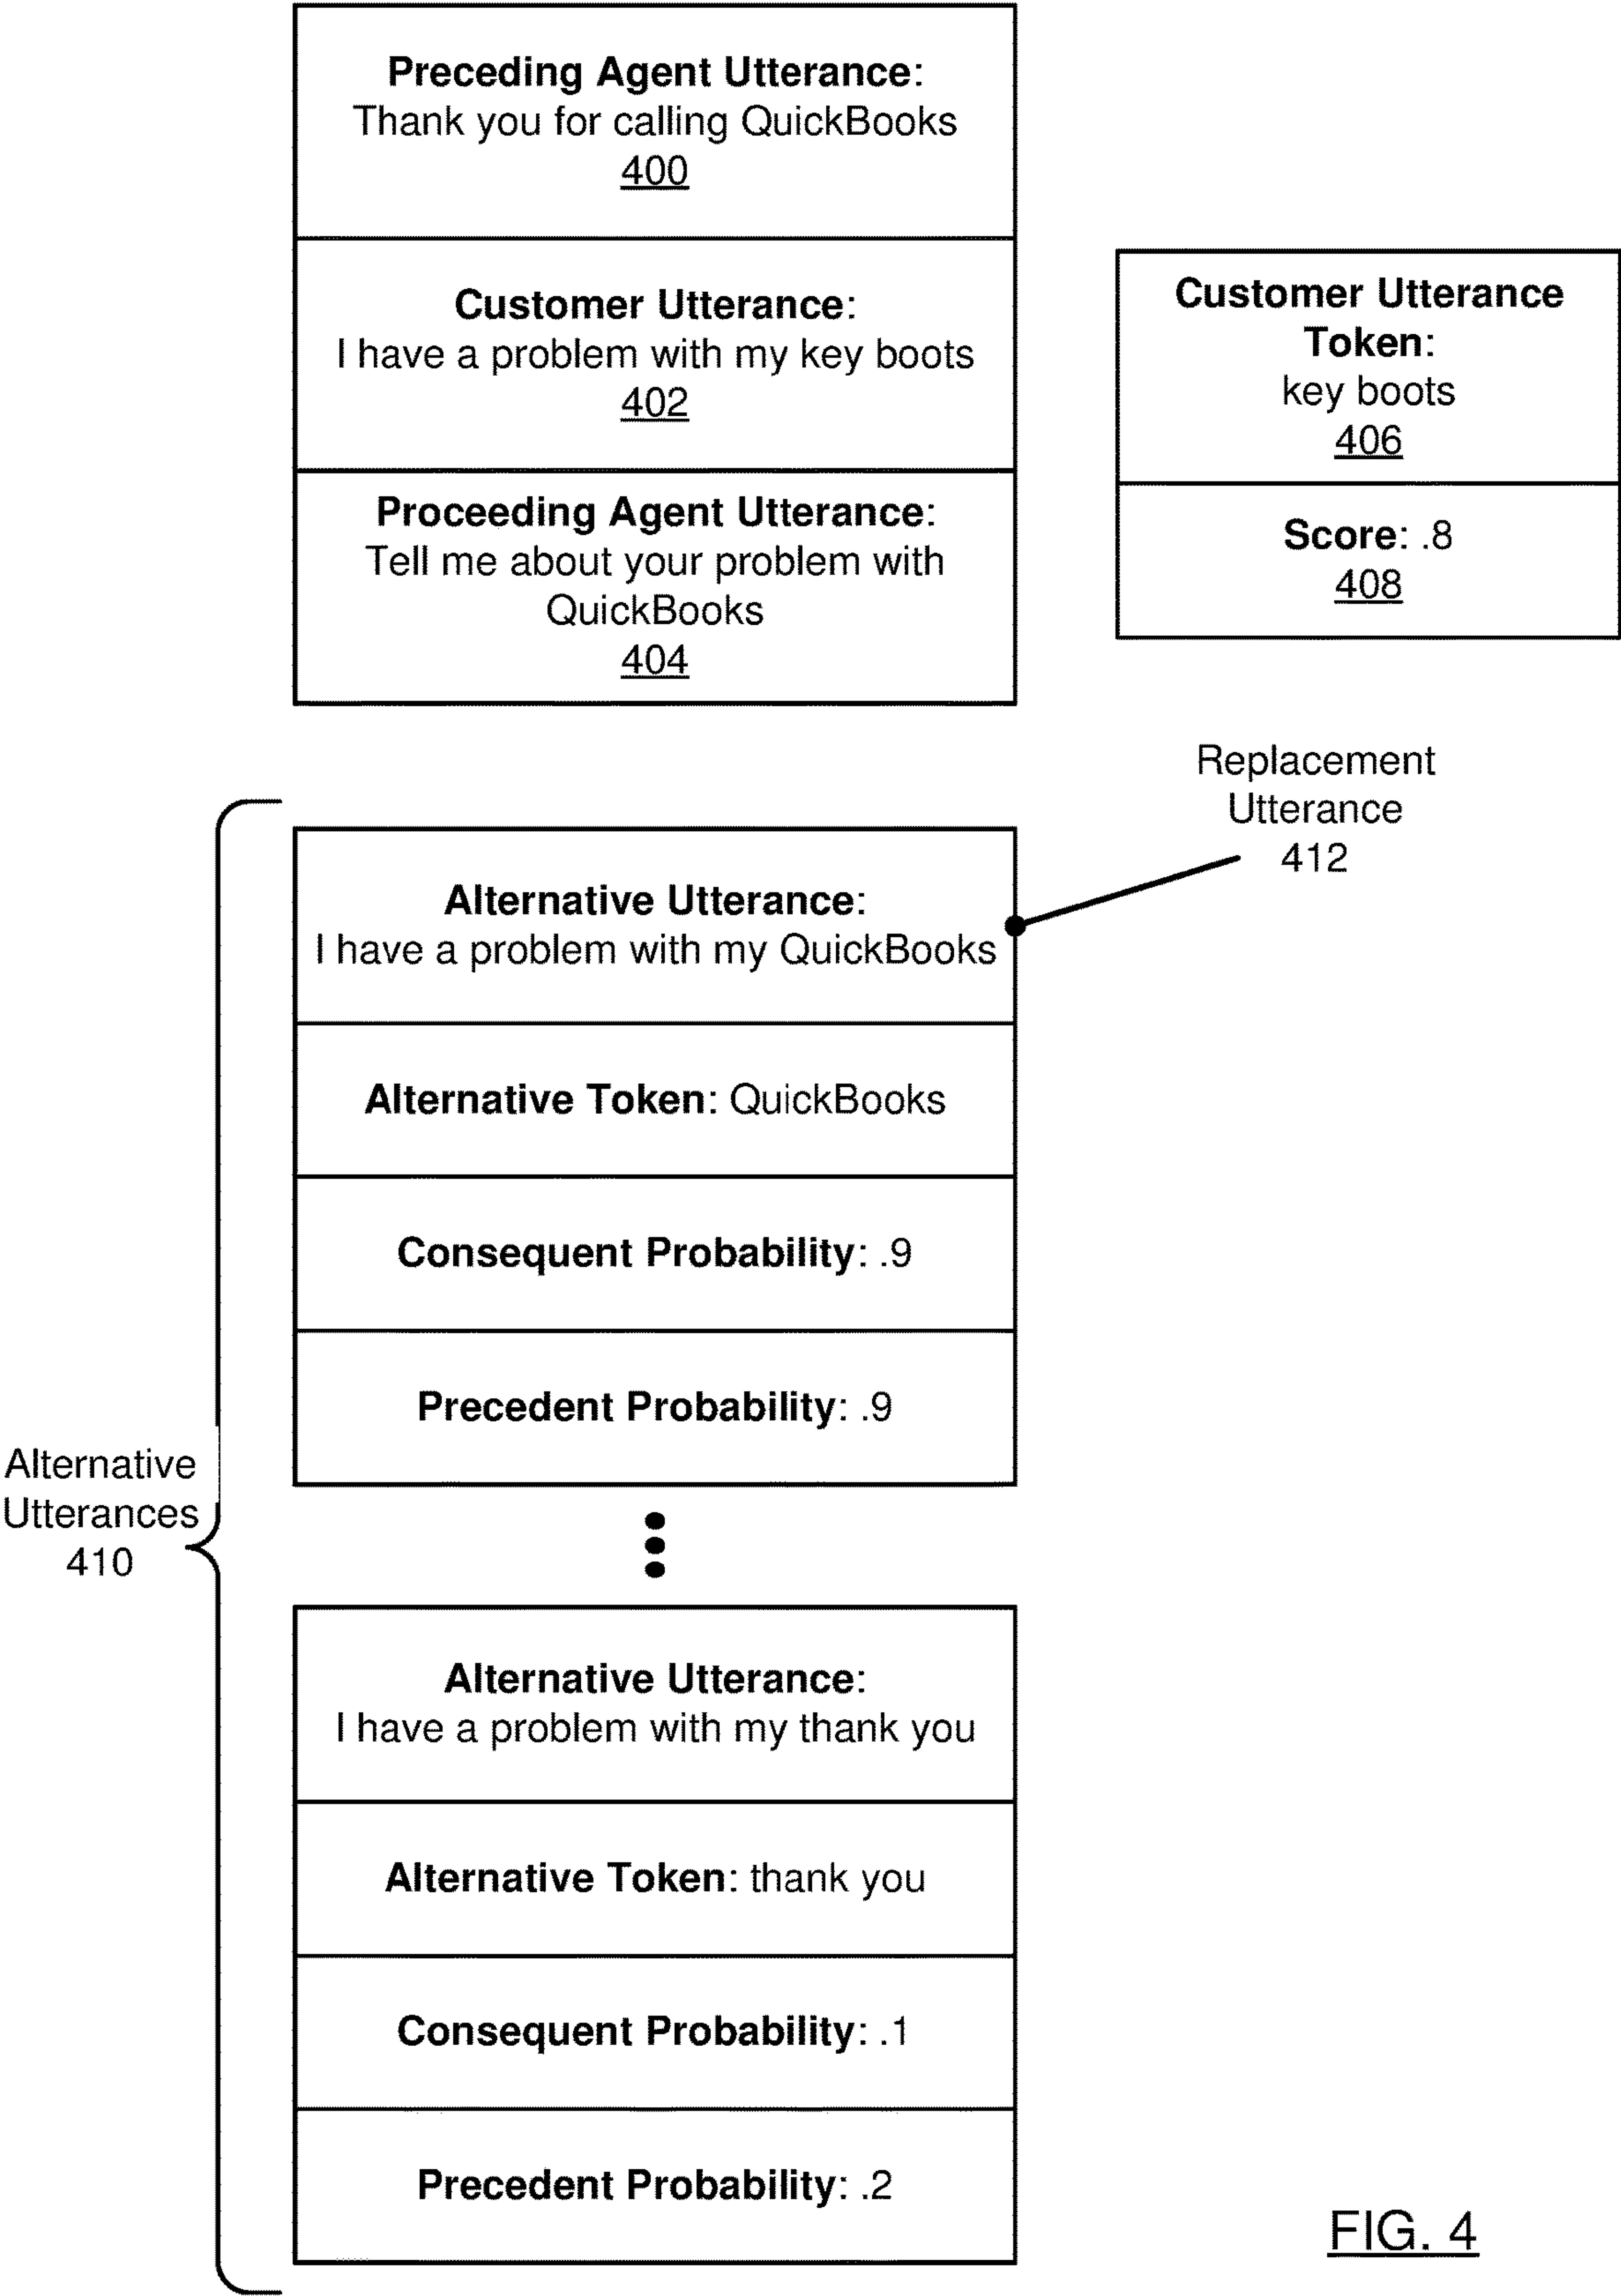 Preceding Agent Utterance:
Thank you for calling QuickBooks
400
Customer Utterance:
I have a problem with my key boots
402
Proceeding Agent Utterance:
Tell me about your problem with
QuickBooks
404
Customer Utterance
Token:
key boots
406
Score: .8
408
Replacement
Utterance
412
Alternative Utterance:
I have a problem with my QuickBooks
Alternative Token: QuickBooks
Consequent Probability: .9
Precedent Probability: .9
Alternative
Utterances
410
Alternative Utterance:
I have a problem with my thank you
Alternative Token: thank you
Consequent Probability: .1
Precedent Probability: .2
FIG. 4